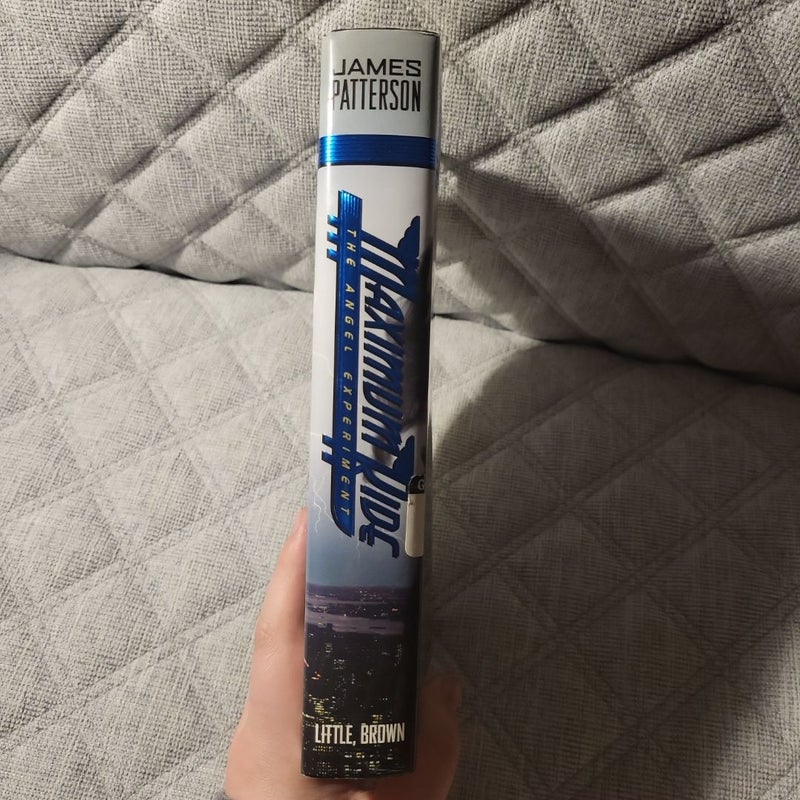 JAMES
PATTERSON
MAXIMUM RIDE
THE ANGEL EXPERIMENT
LITTLE, BROWN